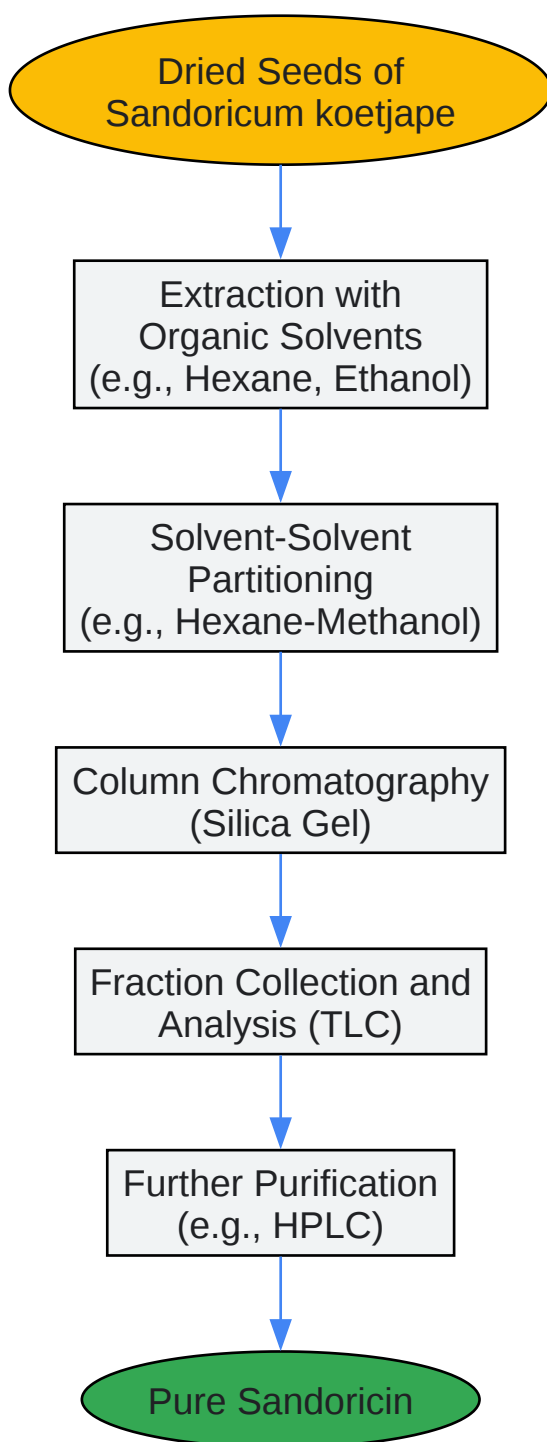 Dried Seeds of
Sandoricum koetjape
Extraction with
Organic Solvents
(e.g., Hexane, Ethanol)
Solvent-Solvent
Partitioning
(e.g., Hexane-Methanol)
Column Chromatography
(Silica Gel)
Fraction Collection and
Analysis (TLC)
Further Purification
(e.g., HPLC)
Pure Sandoricin